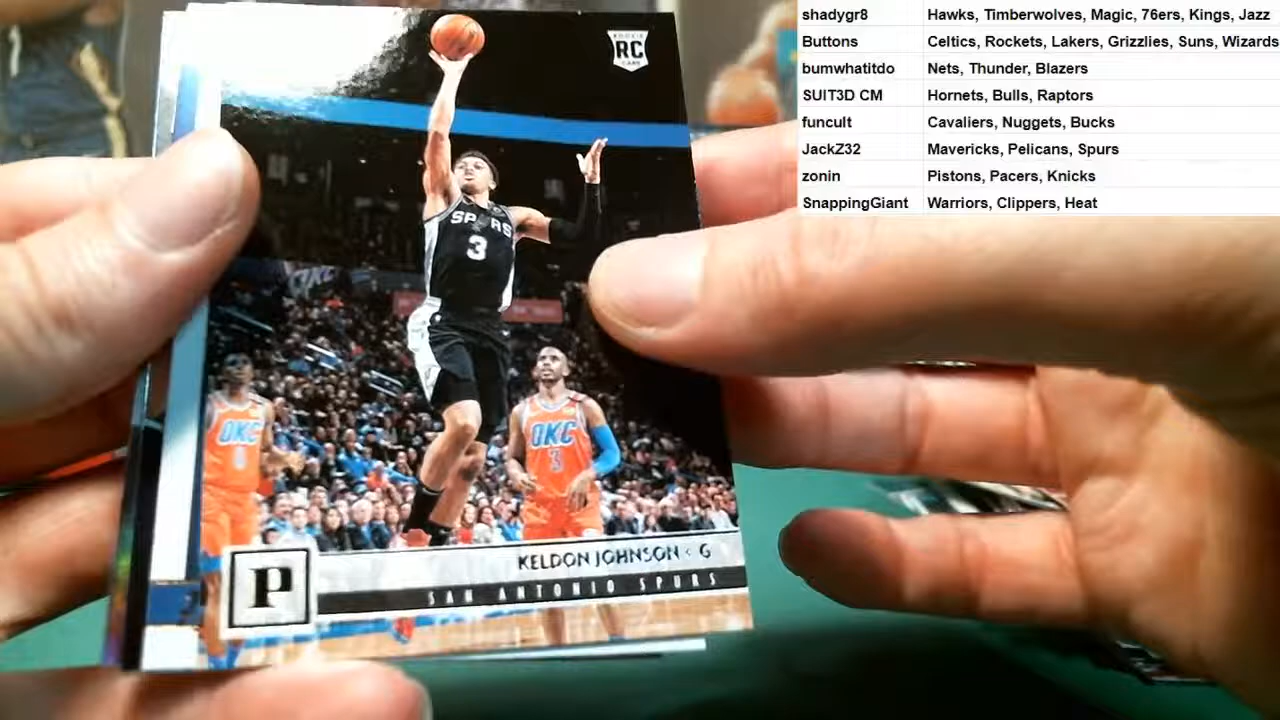 shadygr8 Hawks, Timberwolves, Magic, 76ers, Kings, Jazz
Buttons Celtics, Rockets, Lakers, Grizzlies, Suns, Wizards
bumwhatitdo Nets, Thunder, Blazers
SUIT3D CM Hornets, Bulls, Raptors
funcult Cavaliers, Nuggets, Bucks
JackZ32 Mavericks, Pelicans, Spurs
zonin Pistons, Pacers, Knicks
SnappingGiant Warriors, Clippers, Heat
ROOKIE
RC
CARD
SPURS
3
OKC
OKC
3
KELDON JOHNSON G
P
SAN ANTONIO SPURS